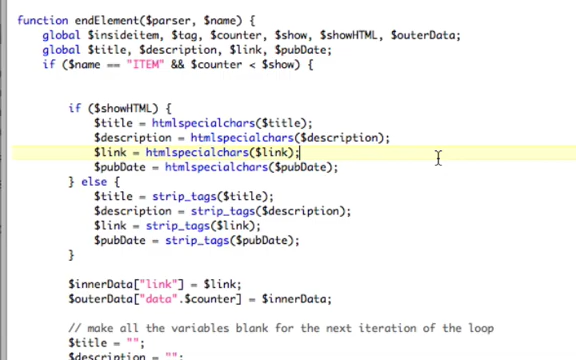 function endElement($parser, $name) {
global $insideitem, $tag, $counter, $show, $showHTML, $outerData;
global $title, $description, $link, $pubDate;
if ($name == "ITEM" && $counter < $show) {
if ($showHTML) {
$title = htmlspecialchars($title);
$description = htmlspecialchars($description);
$link = htmlspecialchars($link);
$pubDate = htmlspecialchars($pubDate);
} else {
$title = strip_tags($title);
$description = strip_tags($description);
$link = strip_tags($link);
$pubDate = strip_tags($pubDate);
}
$innerData["link"] = $link;
$outerData["data".$counter] = $innerData;
// make all the variables blank for the next iteration of the loop
$title = "";
$description = "";